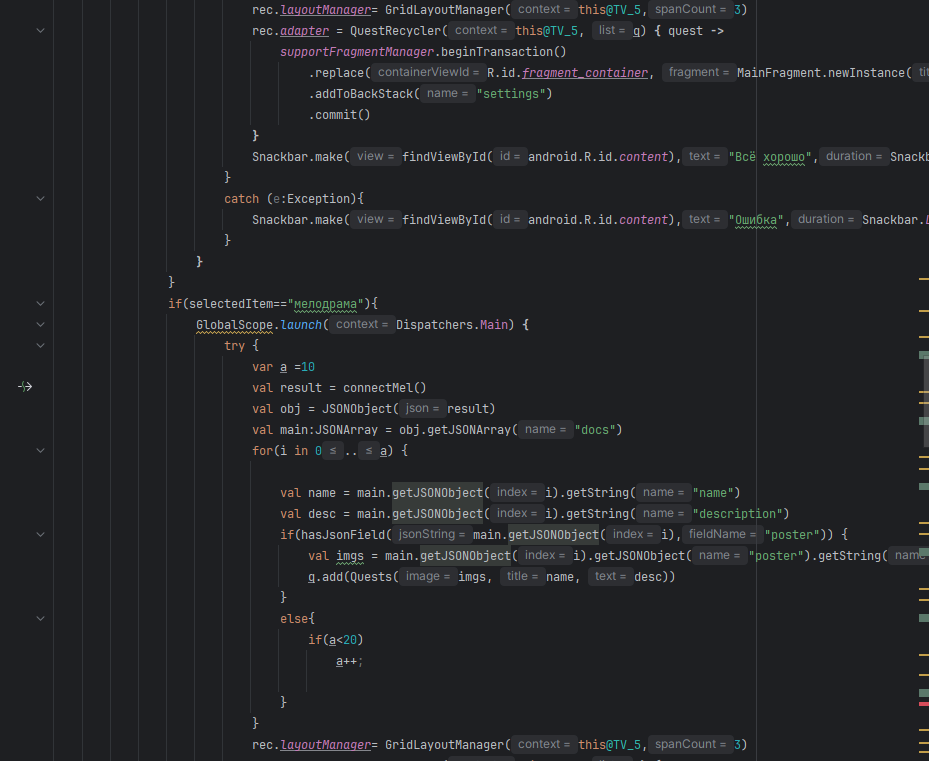 rec.layoutManager= GridLayoutManager( context = this@TV_5, spanCount = 3)
rec.adapter = QuestRecycler( context = this@TV_5, list = q) { quest ->
supportFragmentManager.beginTransaction()
.replace( containerViewId = R.id.fragment_container, fragment = MainFragment.newInstance(
.addToBackStack( name = "settings")
.commit()
}
Snackbar.make( view = findViewById( id = android.R.id.content), text = "Всё хорошо", duration = Snackb
}
catch (e:Exception){
Snackbar.make( view = findViewById( id = android.R.id.content), text = "Ошибка", duration = Snackbar.
}
}
}
if(selectedItem=="мелодрама"){
GlobalScope.launch( context = Dispatchers.Main) {
try {
var a =10
val result = connectMel()
val obj = JSONObject( json = result)
val main:JSONArray = obj.getJSONArray( name = "docs")
for(i in 0 ≤ .. ≤ a) {
val name = main.getJSONObject( index = i).getString( name = "name")
val desc = main.getJSONObject( index = i).getString( name = "description")
if(hasJsonField( jsonString = main.getJSONObject( index = i), fieldName = "poster")) {
val imgs = main.getJSONObject( index = i).getJSONObject( name = "poster").getString( name
q.add(Quests( image = imgs, title = name, text = desc))
}
else{
if(a<20)
a++;
}
}
rec.layoutManager= GridLayoutManager( context = this@TV_5, spanCount = 3)